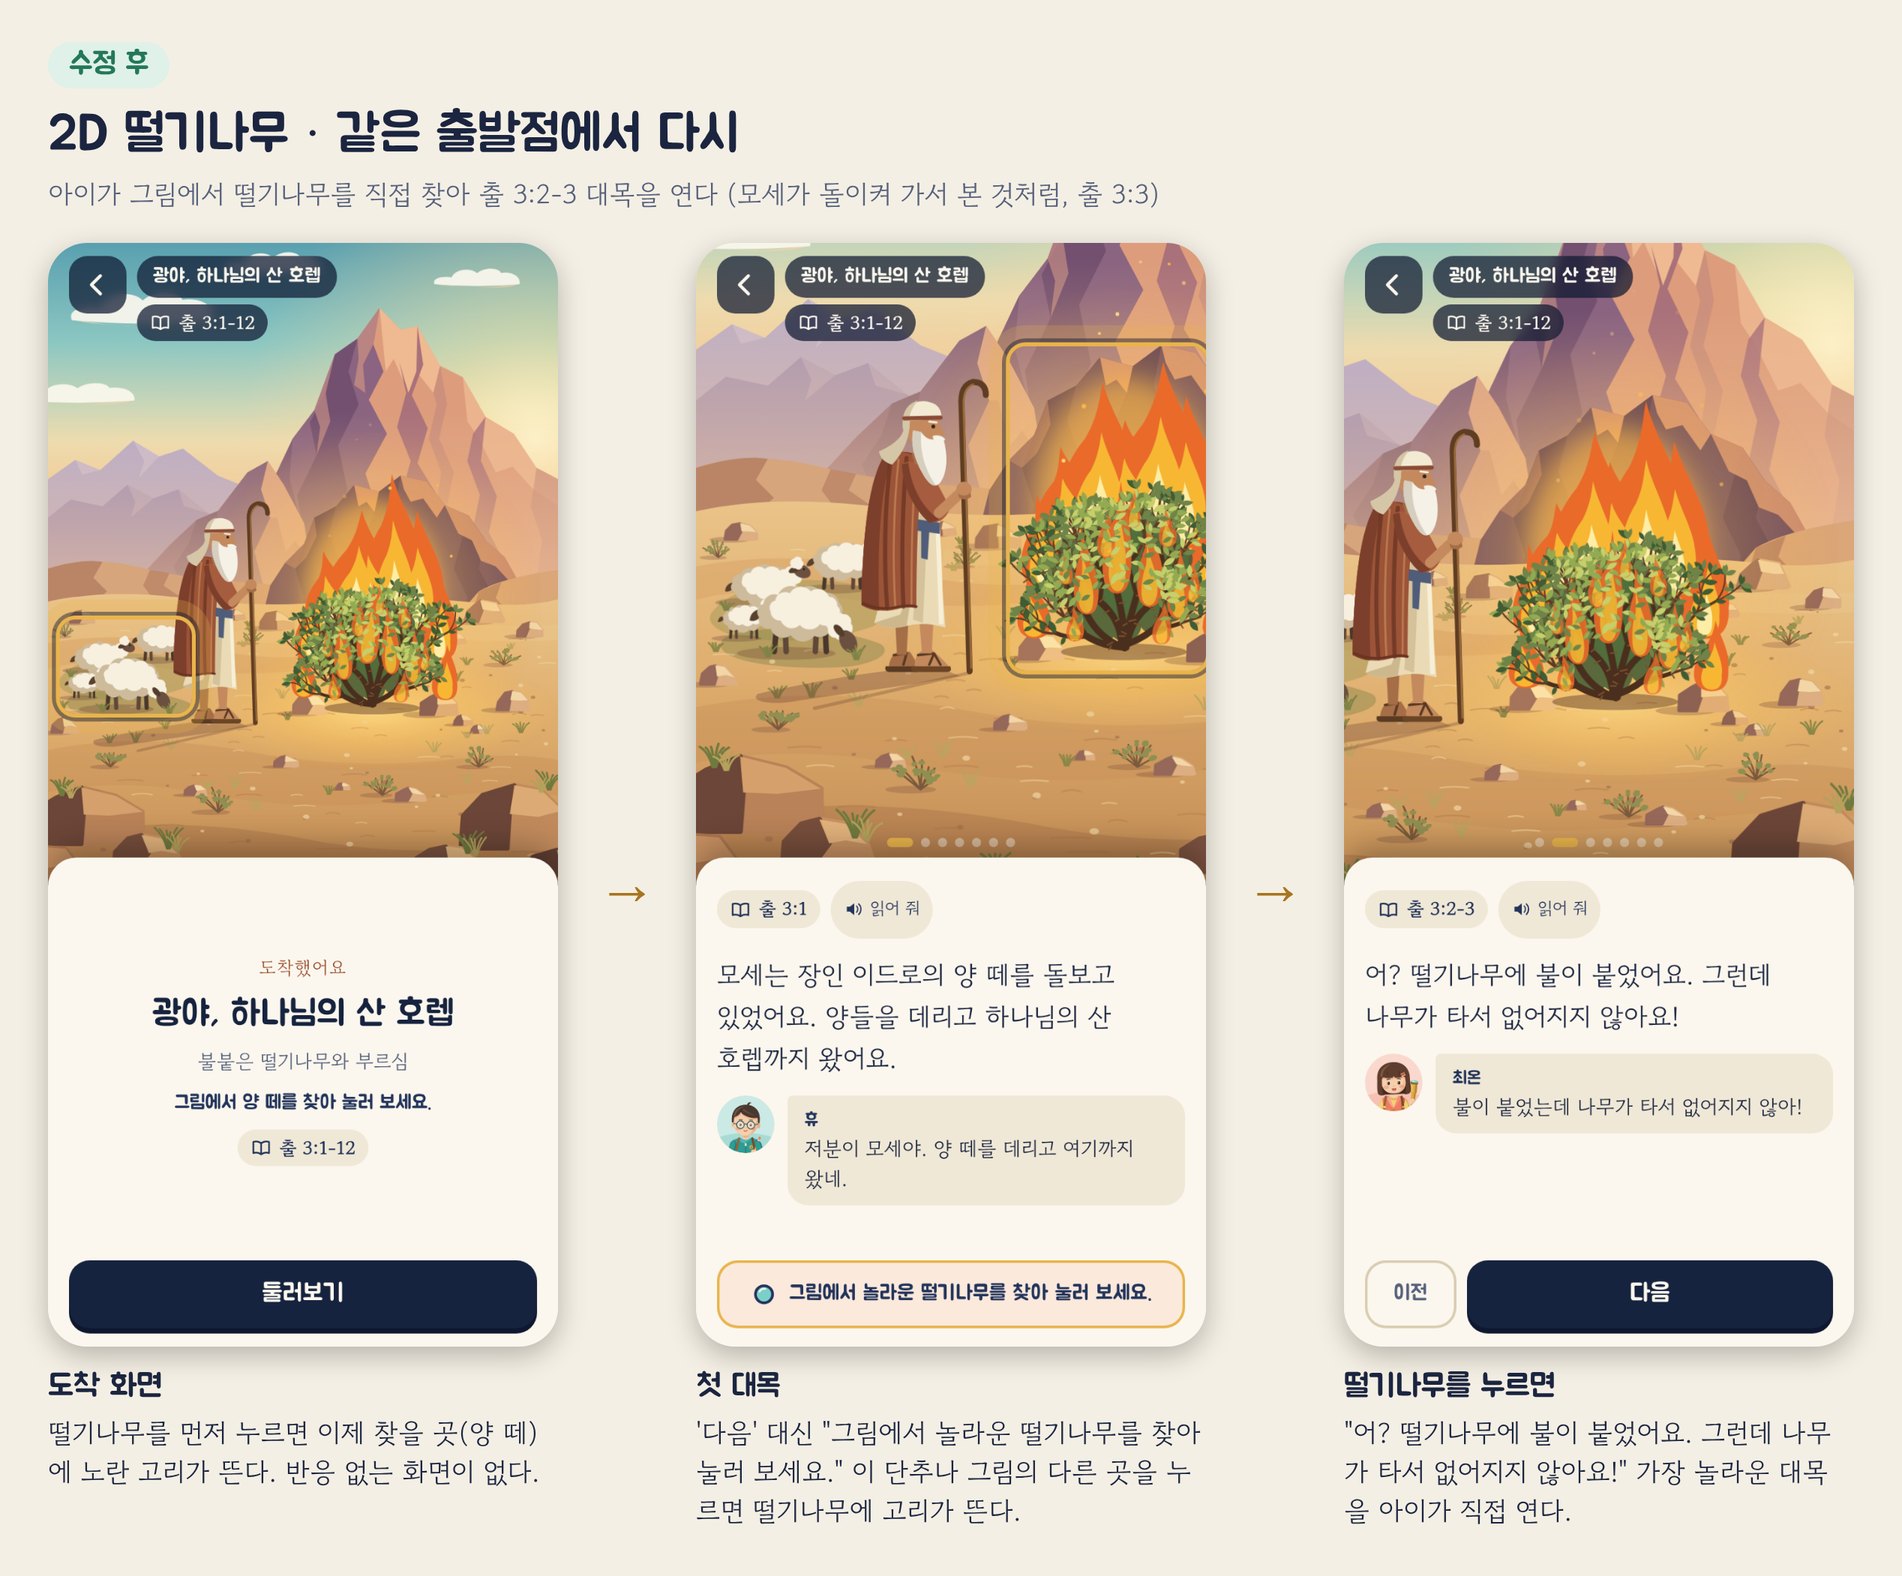 수정 후
2D 떨기나무 · 같은 출발점에서 다시
아이가 그림에서 떨기나무를 직접 찾아 출 3:2-3 대목을 연다 (모세가 돌이켜 가서 본 것처럼, 출 3:3)
광야, 하나님의 산 호렙
출 3:1-12
도착했어요
광야, 하나님의 산 호렙
불붙은 떨기나무와 부르심
그림에서 양 떼를 찾아 눌러 보세요.
출 3:1-12
둘러보기
도착 화면
떨기나무를 먼저 누르면 이제 찾을 곳(양 떼)
에 노란 고리가 뜬다. 반응 없는 화면이 없다.
→
광야, 하나님의 산 호렙
출 3:1-12
출 3:1
읽어 줘
모세는 장인 이드로의 양 떼를 돌보고
있었어요. 양들을 데리고 하나님의 산
호렙까지 왔어요.
휴
저분이 모세야. 양 떼를 데리고 여기까지
왔네.
그림에서 놀라운 떨기나무를 찾아 눌러 보세요.
첫 대목
'다음' 대신 "그림에서 놀라운 떨기나무를 찾아
눌러 보세요." 이 단추나 그림의 다른 곳을 누
르면 떨기나무에 고리가 뜬다.
→
광야, 하나님의 산 호렙
출 3:1-12
출 3:2-3
읽어 줘
어? 떨기나무에 불이 붙었어요. 그런데
나무가 타서 없어지지 않아요!
최온
불이 붙었는데 나무가 타서 없어지지 않아!
이전
다음
떨기나무를 누르면
"어? 떨기나무에 불이 붙었어요. 그런데 나무
가 타서 없어지지 않아요!" 가장 놀라운 대목
을 아이가 직접 연다.